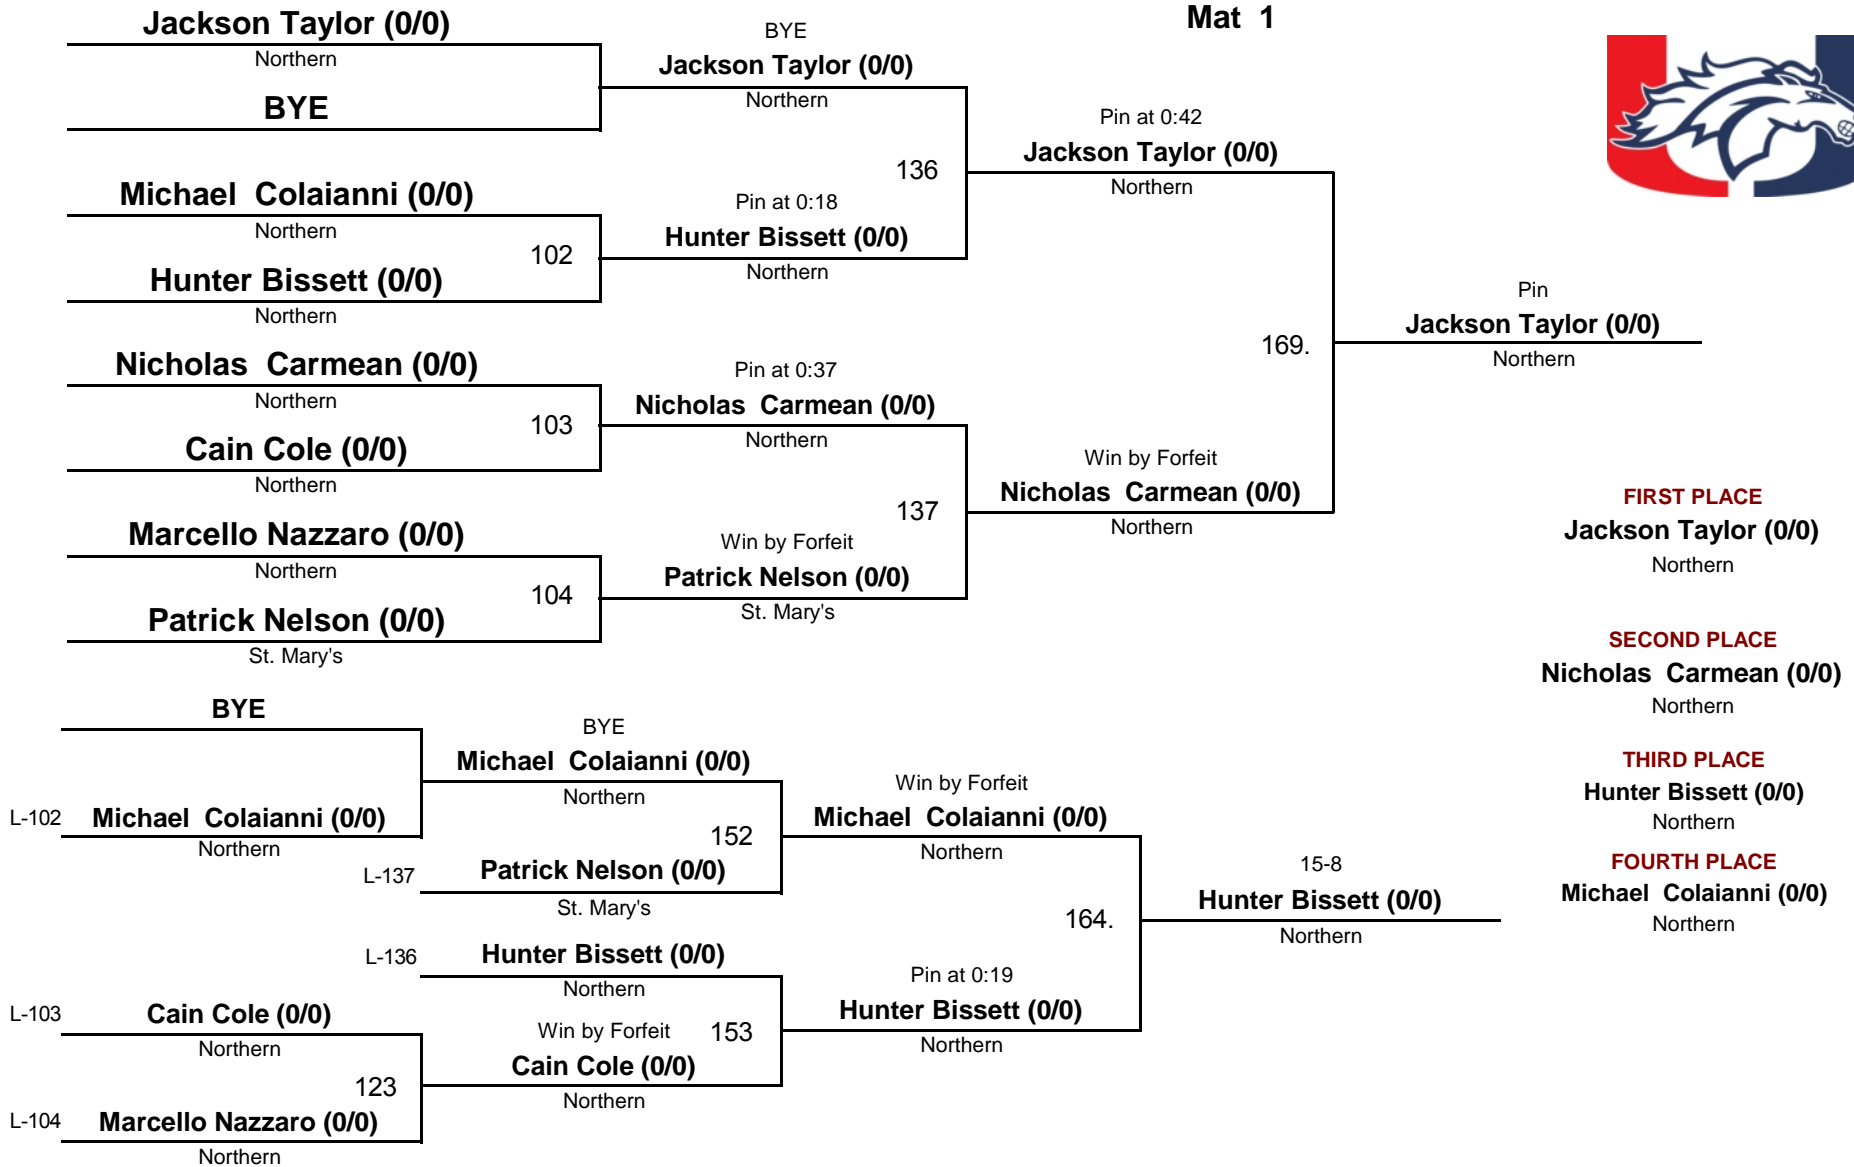 Mat  1
Jackson Taylor (0/0)
Northern
BYE
Michael  Colaianni (0/0)
Northern
102
Hunter Bissett (0/0)
Northern
Nicholas  Carmean (0/0)
Northern
103
Cain Cole (0/0)
Northern
Marcello Nazzaro (0/0)
Northern
104
Patrick Nelson (0/0)
St. Mary's
BYE
Jackson Taylor (0/0)
Northern
136
Pin at 0:18
Hunter Bissett (0/0)
Northern
Pin at 0:37
Nicholas  Carmean (0/0)
Northern
137
Win by Forfeit
Patrick Nelson (0/0)
St. Mary's
Pin at 0:42
Jackson Taylor (0/0)
Northern
169.
Win by Forfeit
Nicholas  Carmean (0/0)
Northern
Pin
Jackson Taylor (0/0)
Northern
FIRST PLACE
Jackson Taylor (0/0)
Northern
SECOND PLACE
Nicholas  Carmean (0/0)
Northern
THIRD PLACE
Hunter Bissett (0/0)
Northern
FOURTH PLACE
Michael  Colaianni (0/0)
Northern
BYE
L-102
Michael  Colaianni (0/0)
Northern
L-103
Cain Cole (0/0)
Northern
123
L-104
Marcello Nazzaro (0/0)
Northern
BYE
Michael  Colaianni (0/0)
Northern
152
L-137
Patrick Nelson (0/0)
St. Mary's
L-136
Hunter Bissett (0/0)
Northern
153
Win by Forfeit
Cain Cole (0/0)
Northern
Win by Forfeit
Michael  Colaianni (0/0)
Northern
164.
Pin at 0:19
Hunter Bissett (0/0)
Northern
15-8
Hunter Bissett (0/0)
Northern